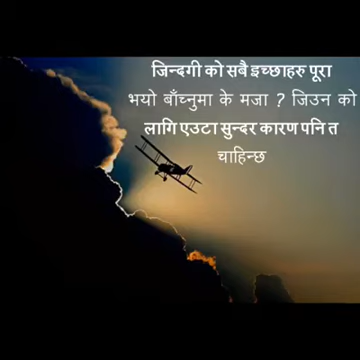 जिन्दगी को सबै इच्छाहरु पूरा
भयो बाँच्नुमा के मजा ? जिउन को
लागि एउटा सुन्दर कारण पनि त
चाहिन्छ